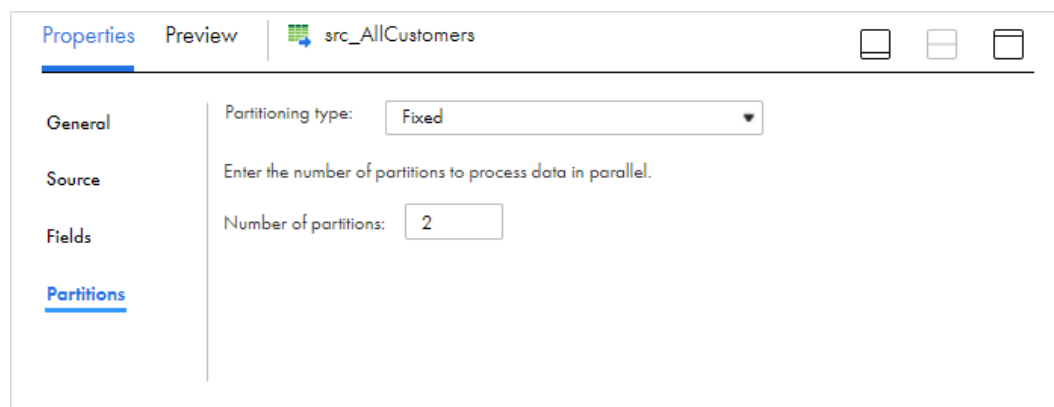 Properties Preview src_AllCustomers
General
Partitioning type: Fixed
Source
Enter the number of partitions to process data in parallel.
Number of partitions: 2
Fields
Partitions